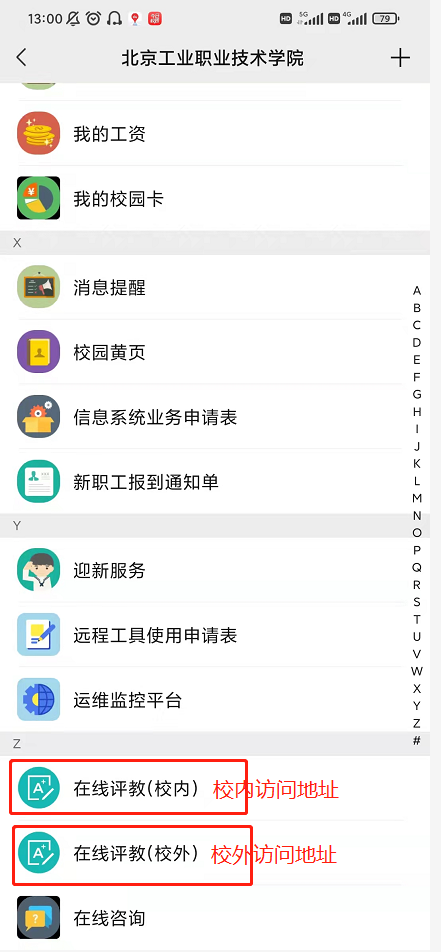 13:00 HD 5G HD 4G 79
北京工业职业技术学院
我的工资
我的校园卡
X
消息提醒
校园黄页
信息系统业务申请表
新职工报到通知单
Y
迎新服务
远程工具使用申请表
运维监控平台
Z
在线评教(校内) 校内访问地址
在线评教(校外) 校外访问地址
在线咨询
A
B
C
D
E
F
G
H
I
J
K
L
M
N
O
P
Q
R
S
T
U
V
W
X
Y
Z
#